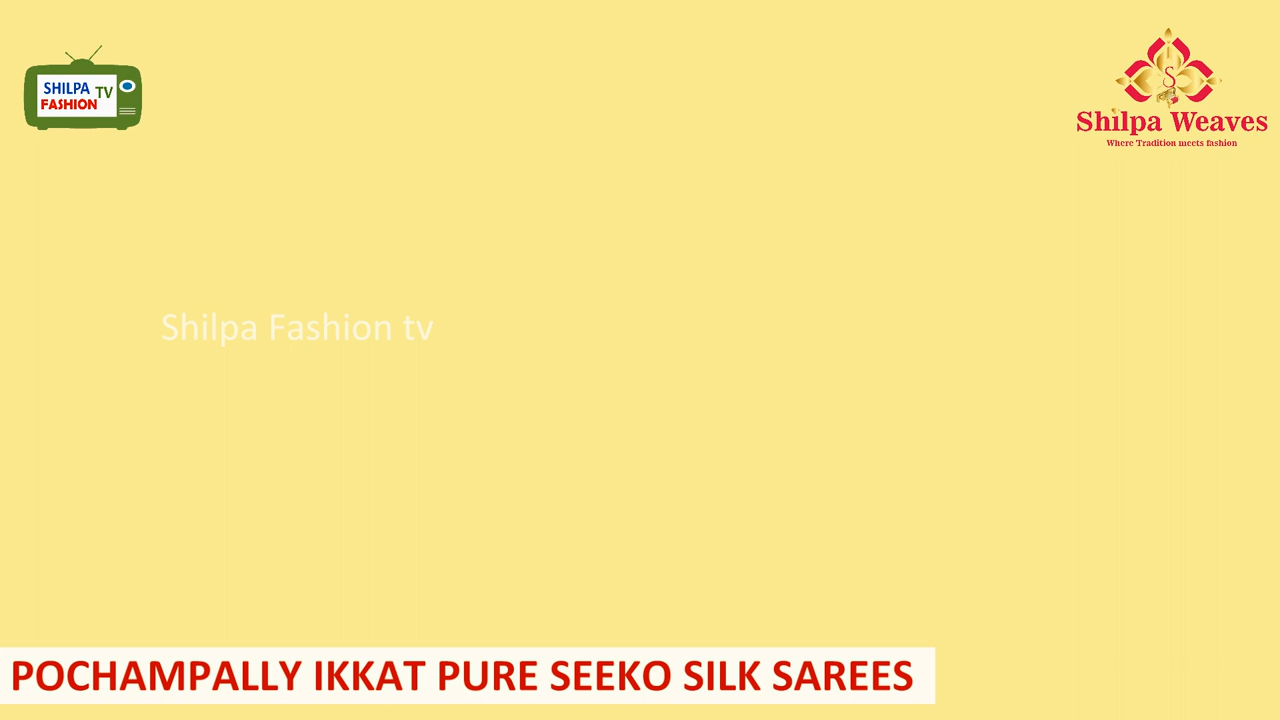 SHILPA TV
FASHION
Shilpa Weaves
Where Tradition meets fashion
Shilpa Fashion tv
POCHAMPALLY IKKAT PURE SEEKO SILK SAREES